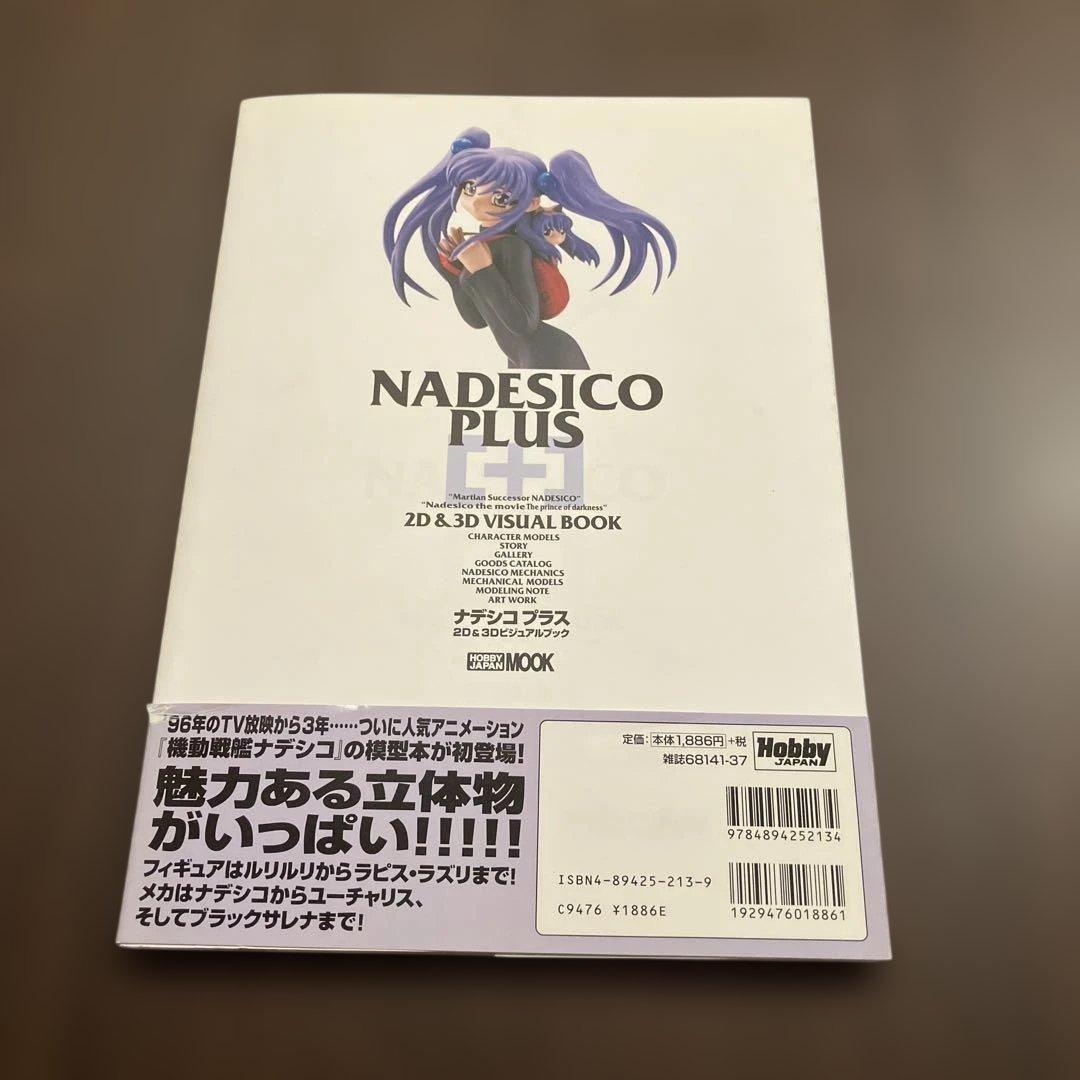 NADESICO
PLUS
[+]
"Martian Successor NADESICO"
"Nadesico the movie The prince of darkness"
2D & 3D VISUAL BOOK
CHARACTER MODELS
STORY
GALLERY
GOODS CATALOG
NADESICO MECHANICS
MECHANICAL MODELS
MODELING NOTE
ART WORK
ナデシコ プラス
2D & 3Dビジュアルブック
HOBBY JAPAN MOOK
'96年のTV放映から3年……ついに人気アニメーション
『機動戦艦ナデシコ』の模型本が初登場!
魅力ある立体物
がいっぱい!!!!!
フィギュアはルリルリからラピス・ラズリまで!
メカはナデシコからユーチャリス、
そしてブラックサレナまで!
定価:本体1,886円+税
雑誌68141-37
Hobby
JAPAN
9784894252134
ISBN4-89425-213-9
C9476 ¥1886E
1929476018861